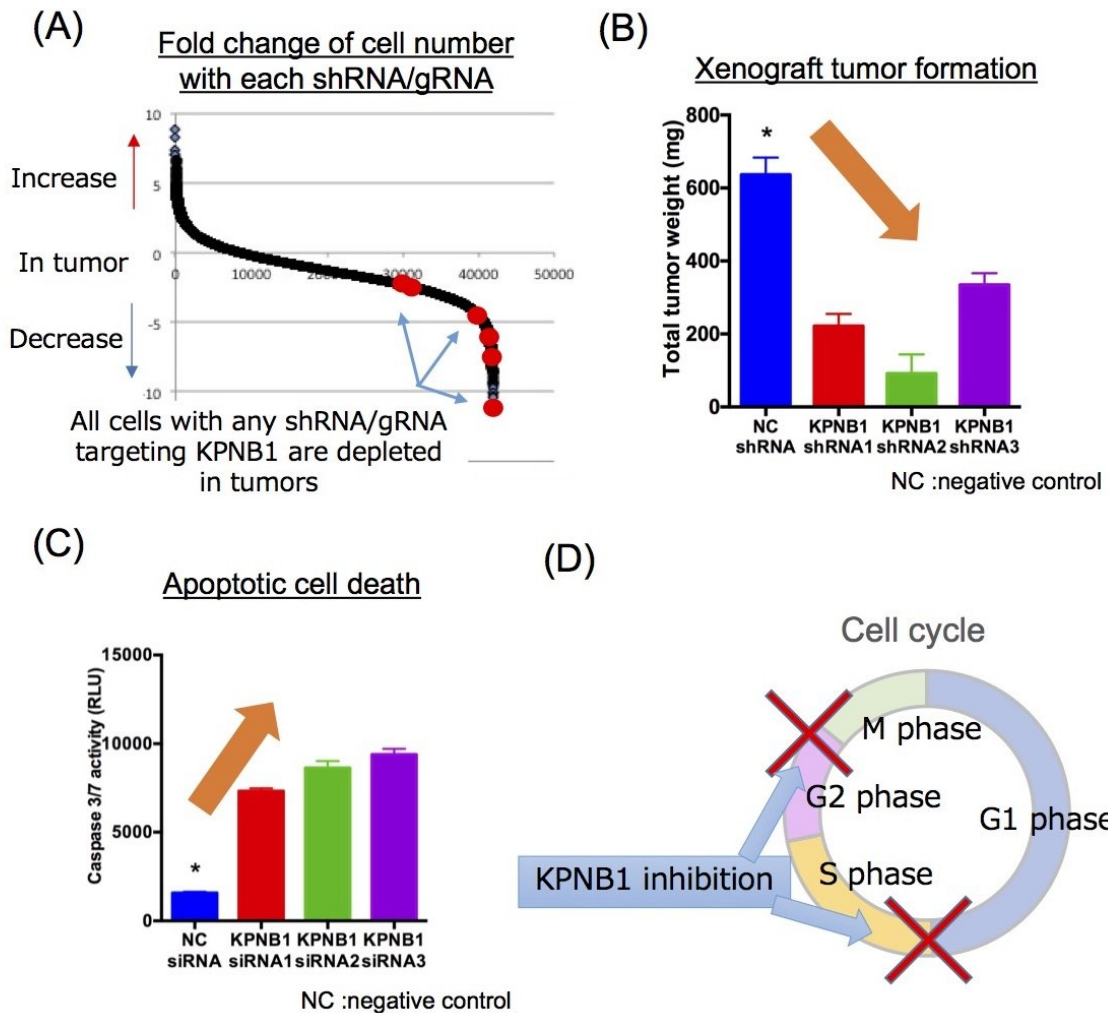 (A)
Fold change of cell number
with each shRNA/gRNA
10
Increase
5
In tumor
0
0
10000
20000
30000
40000
50000
Decrease
-5
-10
All cells with any shRNA/gRNA
targeting KPNB1 are depleted
in tumors
(B)
Xenograft tumor formation
Total tumor weight (mg)
800
600
400
200
0
*
NC
shRNA
KPNB1
shRNA1
KPNB1
shRNA2
KPNB1
shRNA3
NC :negative control
(C)
Apoptotic cell death
Caspase 3/7 activity (RLU)
15000
10000
5000
0
*
NC
siRNA
KPNB1
siRNA1
KPNB1
siRNA2
KPNB1
siRNA3
NC :negative control
(D)
Cell cycle
M phase
G2 phase
G1 phase
S phase
KPNB1 inhibition